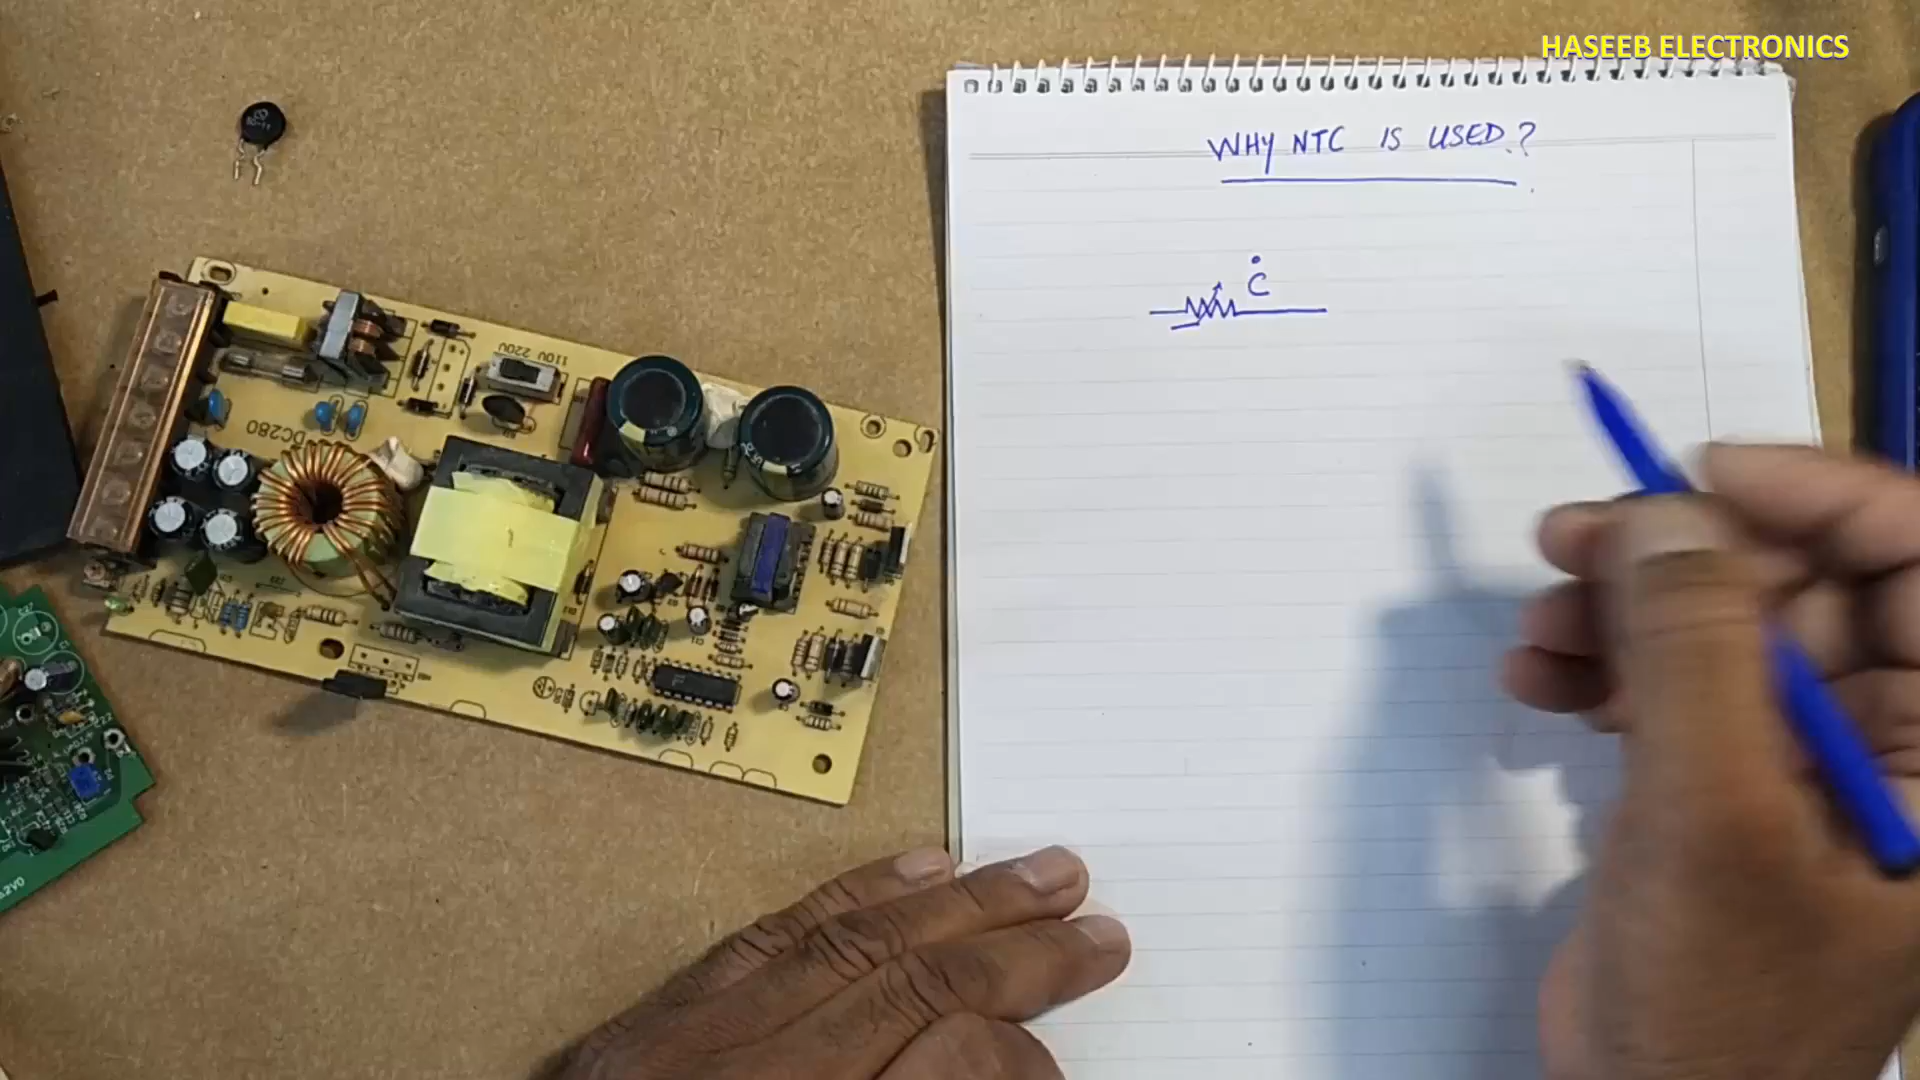 HASEEB ELECTRONICS
WHY NTC IS USED?
°C
110V 220V
DC280